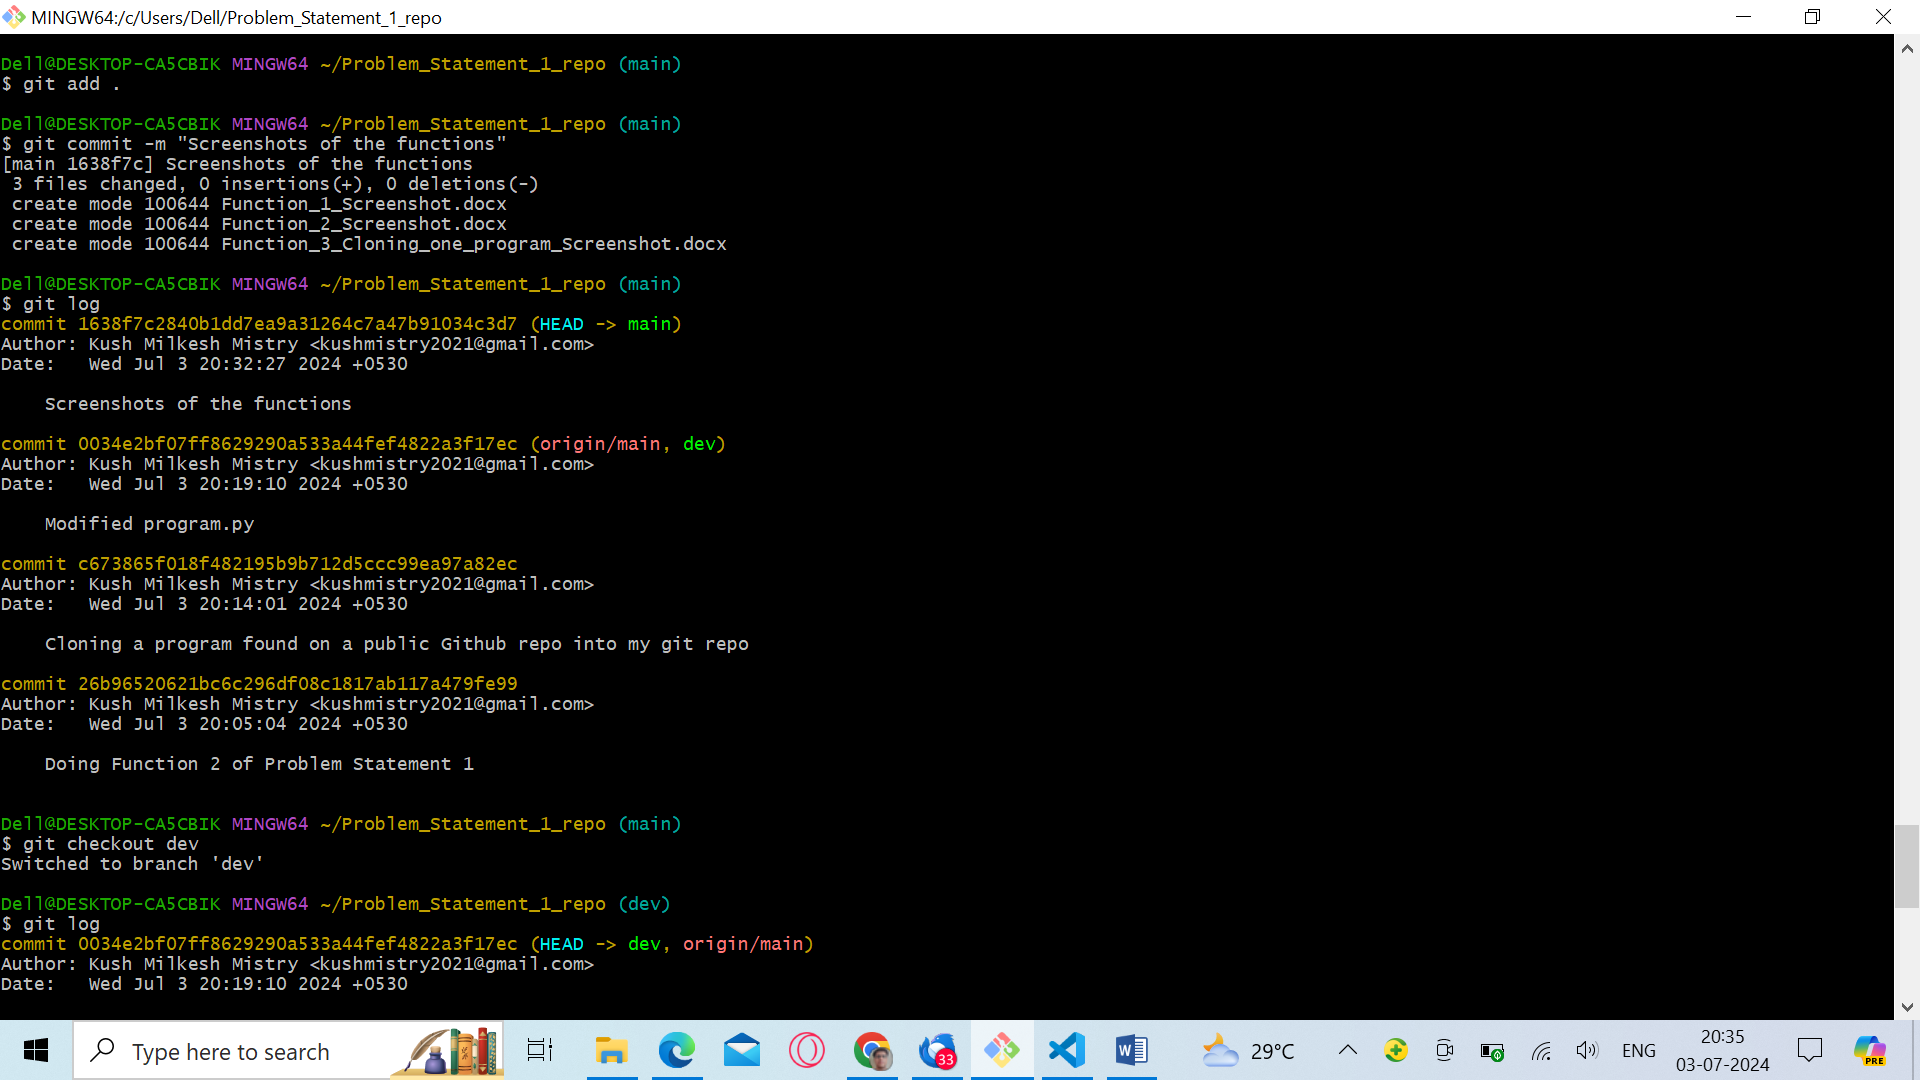 MINGW64:/c/Users/Dell/Problem_Statement_1_repo
Dell@DESKTOP-CA5CBIK MINGW64 ~/Problem_Statement_1_repo (main)
$ git add .
Dell@DESKTOP-CA5CBIK MINGW64 ~/Problem_Statement_1_repo (main)
$ git commit -m "Screenshots of the functions"
[main 1638f7c] Screenshots of the functions
 3 files changed, 0 insertions(+), 0 deletions(-)
 create mode 100644 Function_1_Screenshot.docx
 create mode 100644 Function_2_Screenshot.docx
 create mode 100644 Function_3_Cloning_one_program_Screenshot.docx
Dell@DESKTOP-CA5CBIK MINGW64 ~/Problem_Statement_1_repo (main)
$ git log
commit 1638f7c2840b1dd7ea9a31264c7a47b91034c3d7 (HEAD -> main)
Author: Kush Milkesh Mistry <kushmistry2021@gmail.com>
Date:   Wed Jul 3 20:32:27 2024 +0530
    Screenshots of the functions
commit 0034e2bf07ff8629290a533a44fef4822a3f17ec (origin/main, dev)
Author: Kush Milkesh Mistry <kushmistry2021@gmail.com>
Date:   Wed Jul 3 20:19:10 2024 +0530
    Modified program.py
commit c673865f018f482195b9b712d5ccc99ea97a82ec
Author: Kush Milkesh Mistry <kushmistry2021@gmail.com>
Date:   Wed Jul 3 20:14:01 2024 +0530
    Cloning a program found on a public Github repo into my git repo
commit 26b96520621bc6c296df08c1817ab117a479fe99
Author: Kush Milkesh Mistry <kushmistry2021@gmail.com>
Date:   Wed Jul 3 20:05:04 2024 +0530
    Doing Function 2 of Problem Statement 1
Dell@DESKTOP-CA5CBIK MINGW64 ~/Problem_Statement_1_repo (main)
$ git checkout dev
Switched to branch 'dev'
Dell@DESKTOP-CA5CBIK MINGW64 ~/Problem_Statement_1_repo (dev)
$ git log
commit 0034e2bf07ff8629290a533a44fef4822a3f17ec (HEAD -> dev, origin/main)
Author: Kush Milkesh Mistry <kushmistry2021@gmail.com>
Date:   Wed Jul 3 20:19:10 2024 +0530
Type here to search
33
W
29°C
ENG
20:35
03-07-2024
PRE